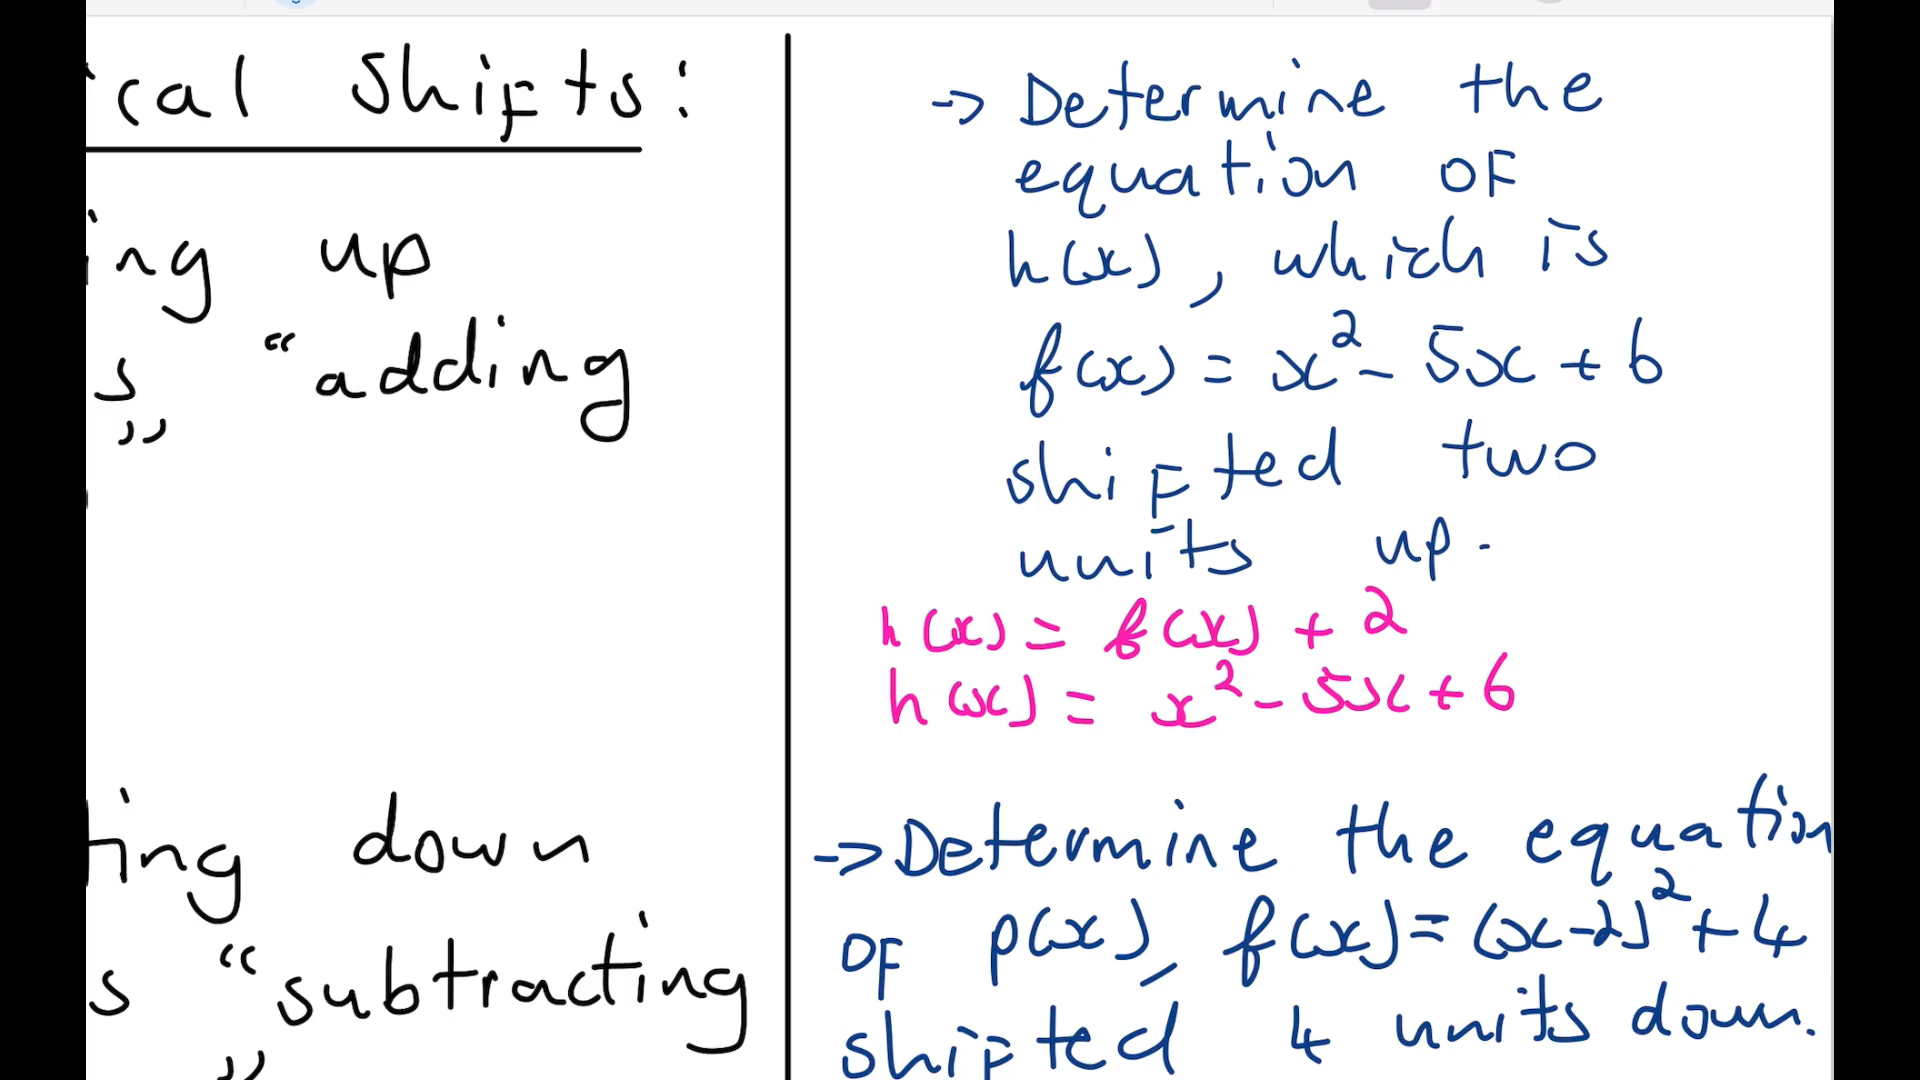 ical Shifts:
ing up
s "adding
"
ting down
s "subtracting
"
-> Determine the
equation of
h(x), which is
f(x) = x² - 5x + 6
shifted two
units up.
h(x) = f(x) + 2
h(x) = x² - 5x + 6
-> Determine the equation
of p(x), f(x) = (x-2)² + 4
shifted 4 units down.